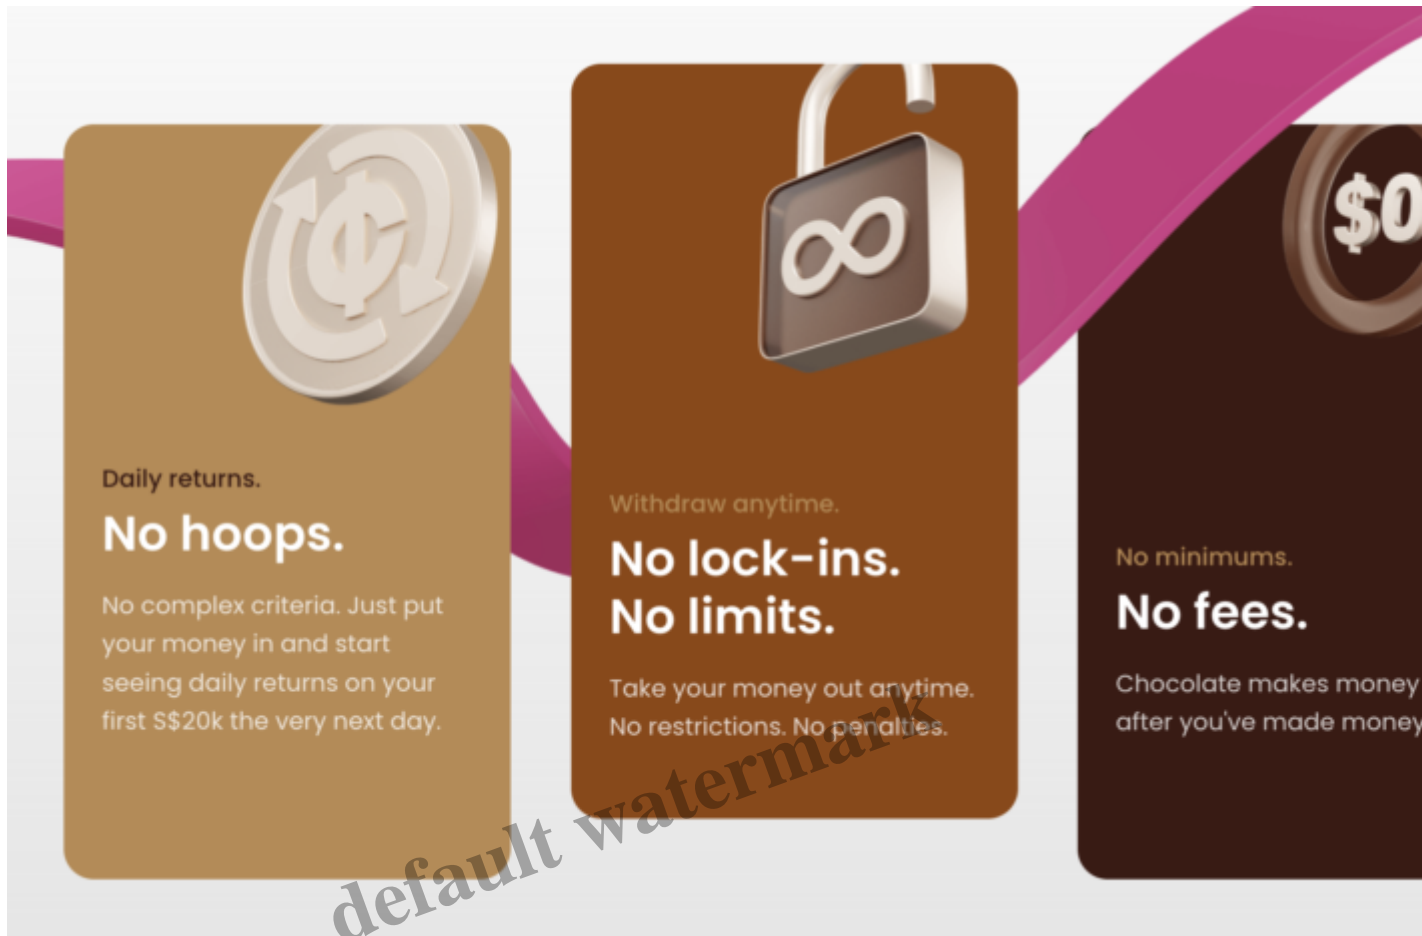 Daily returns.
No hoops.
No complex criteria. Just put
your money in and start
seeing daily returns on your
first S$20k the very next day.
∞
Withdraw anytime.
No lock-ins.
No limits.
Take your money out anytime.
No restrictions. No penalties.
$0
No minimums.
No fees.
Chocolate makes money
after you've made money
default watermark